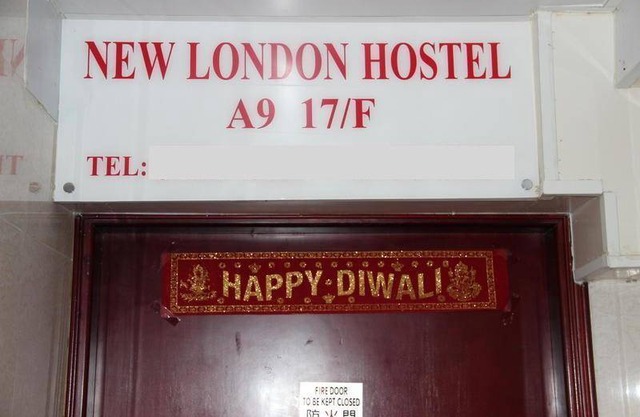 NEW LONDON HOSTEL
A9 17/F
TEL:
HAPPY DIWALI
FIRE DOOR
TO BE KEPT CLOSED
防火門